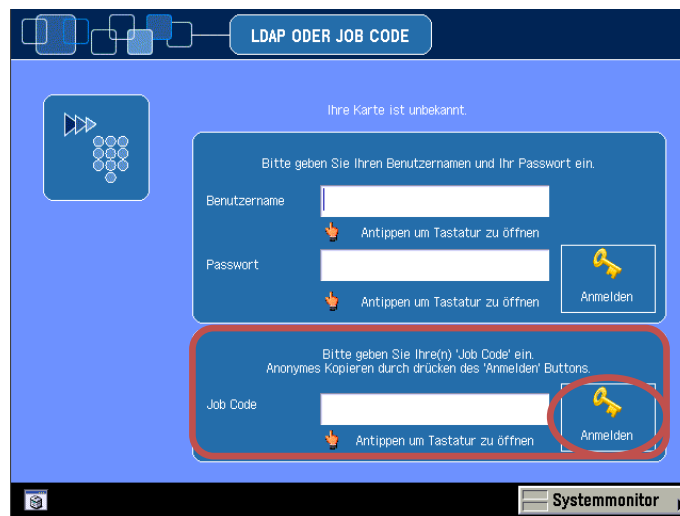 LDAP ODER JOB CODE
Ihre Karte ist unbekannt.
Bitte geben Sie Ihren Benutzernamen und Ihr Passwort ein.
Benutzername
Antippen um Tastatur zu öffnen
Passwort
Antippen um Tastatur zu öffnen
Anmelden
Bitte geben Sie Ihre(n) 'Job Code' ein.
Anonymes Kopieren durch drücken des 'Anmelden' Buttons.
Job Code
Antippen um Tastatur zu öffnen
Anmelden
Systemmonitor